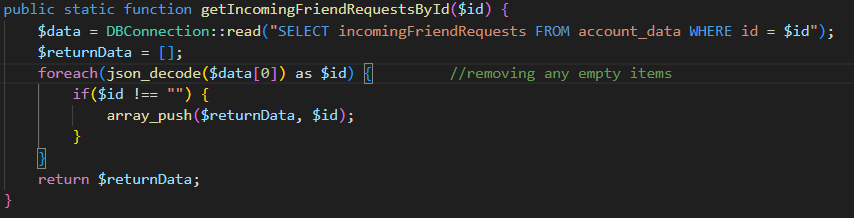 public static function getIncomingFriendRequestsById($id) {
    $data = DBConnection::read("SELECT incomingFriendRequests FROM account_data WHERE id = $id");
    $returnData = [];
    foreach(json_decode($data[0]) as $id) {          //removing any empty items
        if($id !== "") {
            array_push($returnData, $id);
        }
    }
    return $returnData;
}